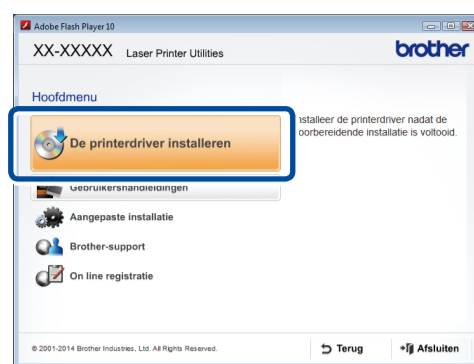 Adobe Flash Player 10
XX-XXXXX Laser Printer Utilities
brother
Hoofdmenu
De printerdriver installeren
nstalleer de printerdriver nadat de
oorbereidende installatie is voltooid.
Gebruikershandleidingen
Aangepaste installatie
Brother-support
On line registratie
© 2001-2014 Brother Industries, Ltd. All Rights Reserved.
Terug
Afsluiten